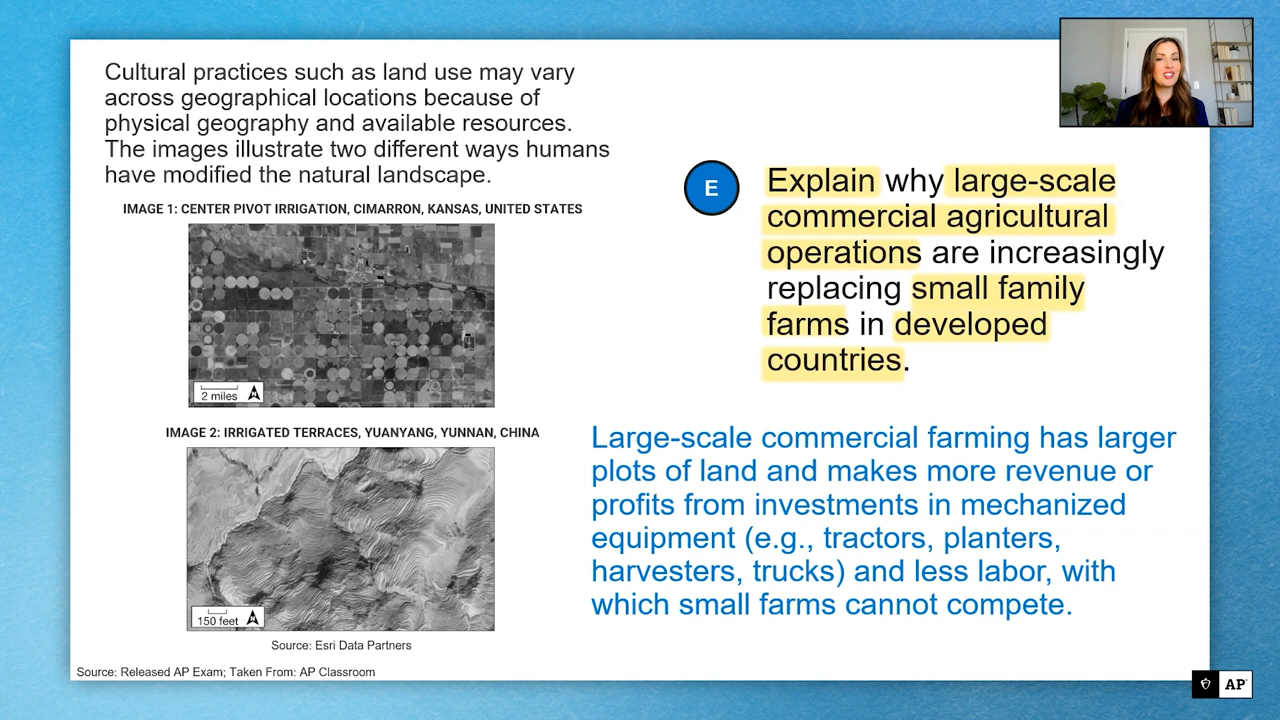 Cultural practices such as land use may vary
across geographical locations because of
physical geography and available resources.
The images illustrate two different ways humans
have modified the natural landscape.
IMAGE 1: CENTER PIVOT IRRIGATION, CIMARRON, KANSAS, UNITED STATES
2 miles
IMAGE 2: IRRIGATED TERRACES, YUANYANG, YUNNAN, CHINA
150 feet
Source: Esri Data Partners
Source: Released AP Exam; Taken From: AP Classroom
E
Explain why large-scale
commercial agricultural
operations are increasingly
replacing small family
farms in developed
countries.
Large-scale commercial farming has larger
plots of land and makes more revenue or
profits from investments in mechanized
equipment (e.g., tractors, planters,
harvesters, trucks) and less labor, with
which small farms cannot compete.
AP